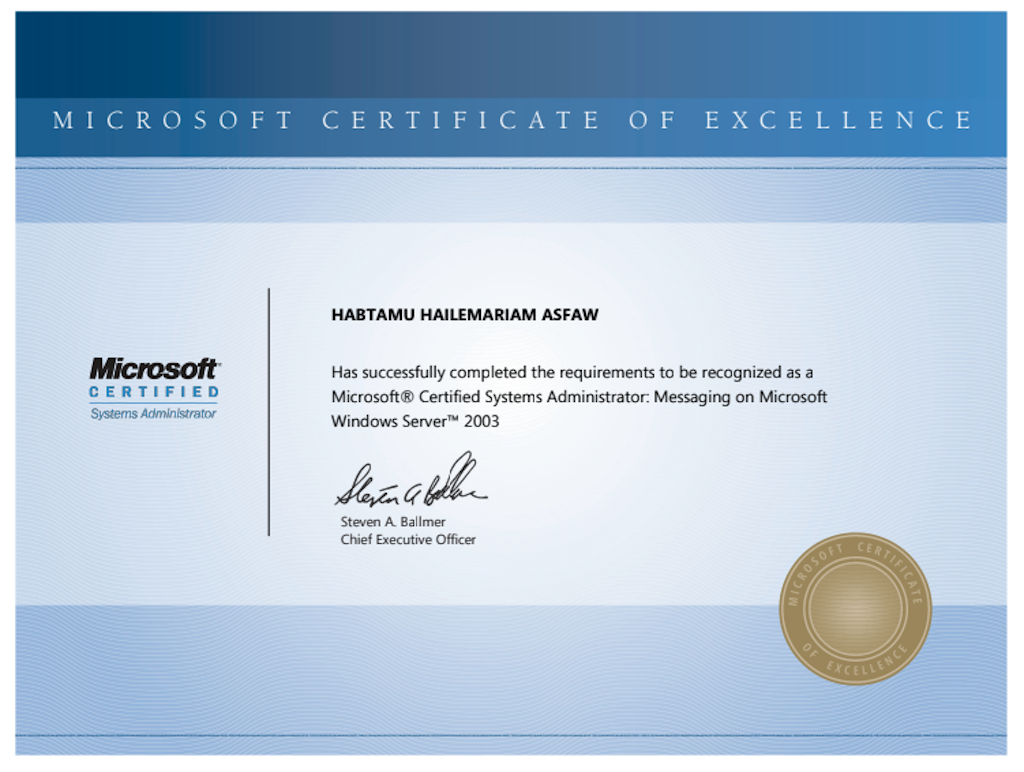 MICROSOFT CERTIFICATE OF EXCELLENCE
HABTAMU HAILEMARIAM ASFAW
Microsoft
CERTIFIED
Systems Administrator
Has successfully completed the requirements to be recognized as a
Microsoft® Certified Systems Administrator: Messaging on Microsoft
Windows Server™ 2003
Steven A Ballmer
Steven A. Ballmer
Chief Executive Officer
MICROSOFT CERTIFICATE
OF EXCELLENCE